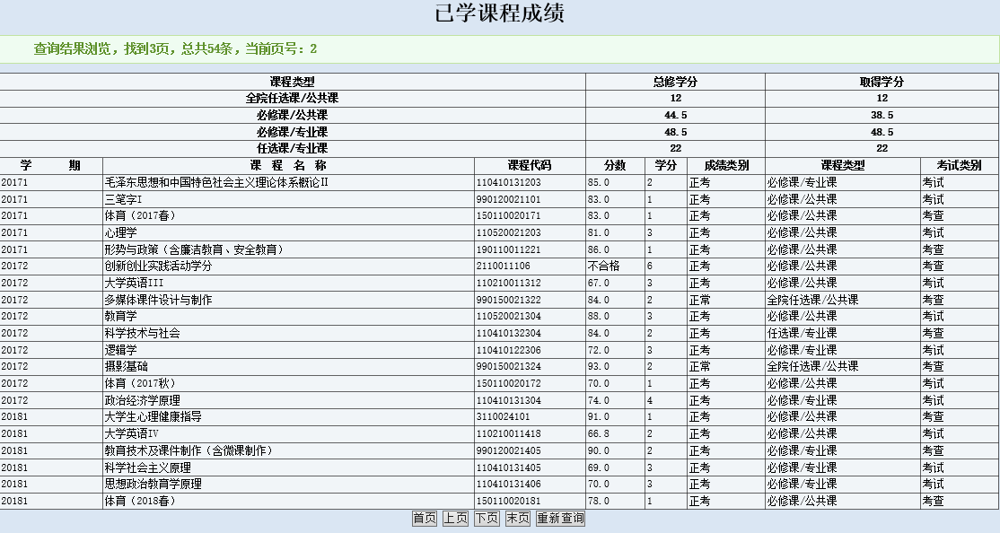 已学课程成绩
查询结果浏览，找到3页，总共54条，当前页号：2
课程类型 总修学分 取得学分
全院任选课/公共课 12 12
必修课/公共课 44.5 38.5
必修课/专业课 48.5 48.5
任选课/专业课 22 22
学 期 课 程 名 称 课程代码 分数 学分 成绩类别 课程类型 考试类别
20171 毛泽东思想和中国特色社会主义理论体系概论II 110410131203 85.0 2 正考 必修课/专业课 考试
20171 三笔字I 990120021101 83.0 1 正考 必修课/公共课 考试
20171 体育（2017春） 150110020171 83.0 1 正考 必修课/公共课 考查
20171 心理学 110520021203 81.0 3 正考 必修课/公共课 考试
20171 形势与政策（含廉洁教育、安全教育） 190110011221 86.0 1 正考 必修课/公共课 考查
20172 创新创业实践活动学分 2110011106 不合格 6 正考 必修课/公共课 考查
20172 大学英语III 110210011312 67.0 3 正考 必修课/公共课 考试
20172 多媒体课件设计与制作 990150021322 84.0 2 正常 全院任选课/公共课 考查
20172 教育学 110520021304 88.0 3 正考 必修课/公共课 考试
20172 科学技术与社会 110410132304 84.0 2 正考 任选课/专业课 考查
20172 逻辑学 110410122306 72.0 3 正考 必修课/专业课 考试
20172 摄影基础 990150021324 93.0 2 正常 全院任选课/公共课 考查
20172 体育（2017秋） 150110020172 70.0 1 正考 必修课/公共课 考试
20172 政治经济学原理 110410131304 74.0 4 正考 必修课/专业课 考试
20181 大学生心理健康指导 3110024101 91.0 1 正考 必修课/公共课 考查
20181 大学英语IV 110210011418 66.8 2 正考 必修课/公共课 考试
20181 教育技术及课件制作（含微课制作） 990120021405 90.0 2 正考 必修课/专业课 考查
20181 科学社会主义原理 110410131405 69.0 3 正考 必修课/专业课 考试
20181 思想政治教育学原理 110410131406 70.0 3 正考 必修课/专业课 考试
20181 体育（2018春） 150110020181 78.0 1 正考 必修课/公共课 考查
首页 上页 下页 末页 重新查询